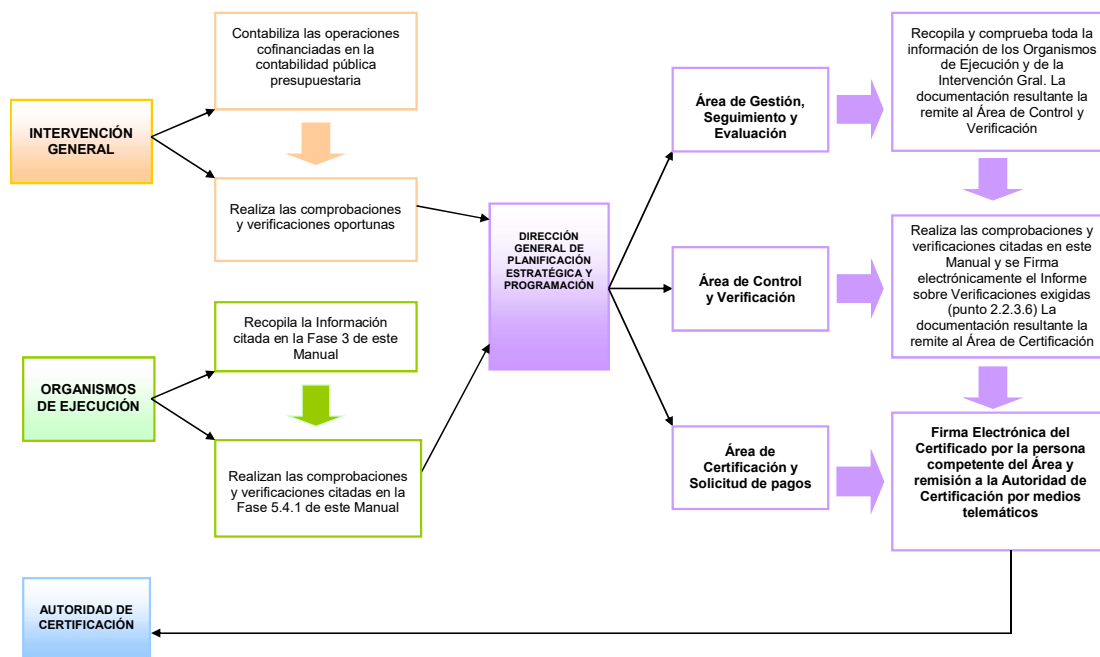 INTERVENCIÓN
GENERAL
Contabiliza las operaciones
cofinanciadas en la
contabilidad pública
presupuestaria
Realiza las comprobaciones
y verificaciones oportunas
ORGANISMOS
DE EJECUCIÓN
Recopila la Información
citada en la Fase 3 de este
Manual
Realizan las comprobaciones
y verificaciones citadas en la
Fase 5.4.1 de este Manual
DIRECCIÓN
GENERAL DE
PLANIFICACIÓN
ESTRATÉGICA Y
PROGRAMACIÓN
Área de Gestión,
Seguimiento y
Evaluación
Recopila y comprueba toda la
información de los Organismos
de Ejecución y de la
Intervención Gral. La
documentación resultante la
remite al Área de Control y
Verificación
Área de Control
y Verificación
Realiza las comprobaciones y
verificaciones citadas en este
Manual y se Firma
electrónicamente el Informe
sobre Verificaciones exigidas
(punto 2.2.3.6) La
documentación resultante la
remite al Área de Certificación
Área de
Certificación y
Solicitud de pagos
Firma Electrónica del
Certificado por la persona
competente del Área y
remisión a la Autoridad de
Certificación por medios
telemáticos
AUTORIDAD DE
CERTIFICACIÓN